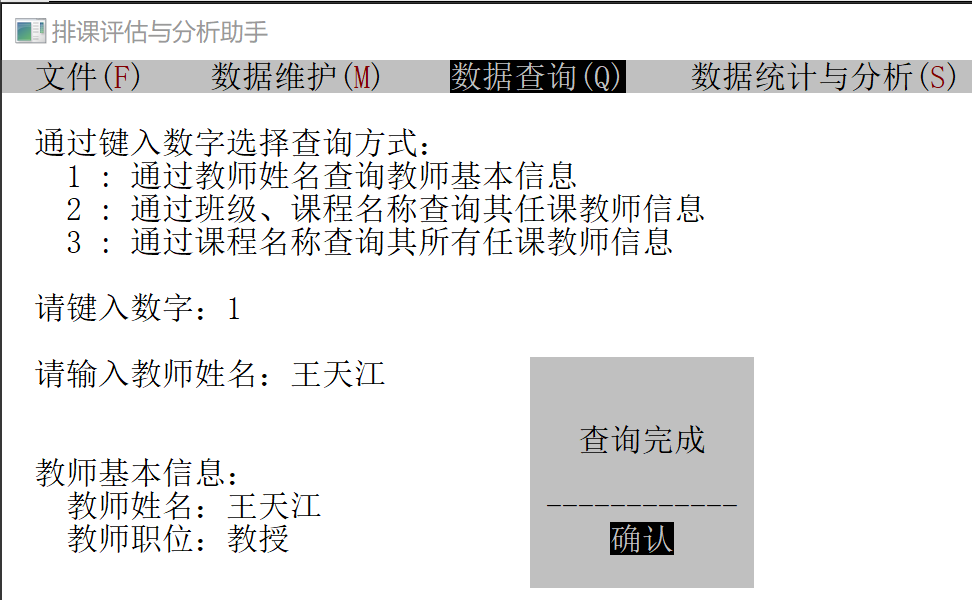 排课评估与分析助手
文件(F) 数据维护(M) 数据查询(Q) 数据统计与分析(S)
通过键入数字选择查询方式：
1 : 通过教师姓名查询教师基本信息
2 : 通过班级、课程名称查询其任课教师信息
3 : 通过课程名称查询其所有任课教师信息
请键入数字：1
请输入教师姓名：王天江
教师基本信息：
教师姓名：王天江
教师职位：教授
查询完成
------------
确认